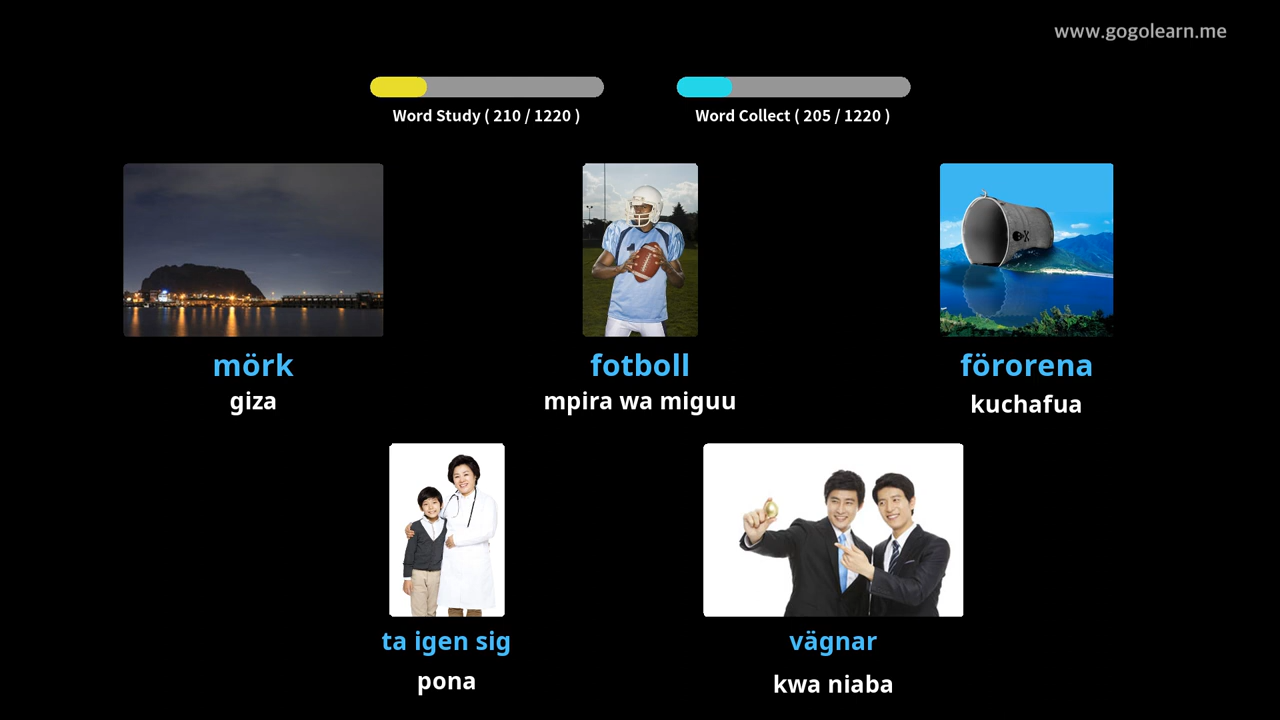 www.gogolearn.me
Word Study ( 210 / 1220 )
Word Collect ( 205 / 1220 )
mörk
fotboll
förorena
giza
mpira wa miguu
kuchafua
ta igen sig
vägnar
pona
kwa niaba